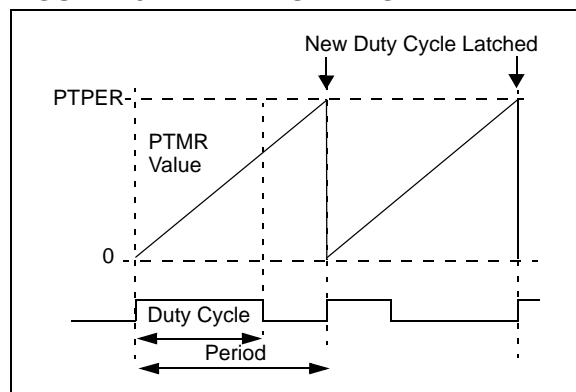 New Duty Cycle Latched
PTPER
PTMR
Value
0
Duty Cycle
Period